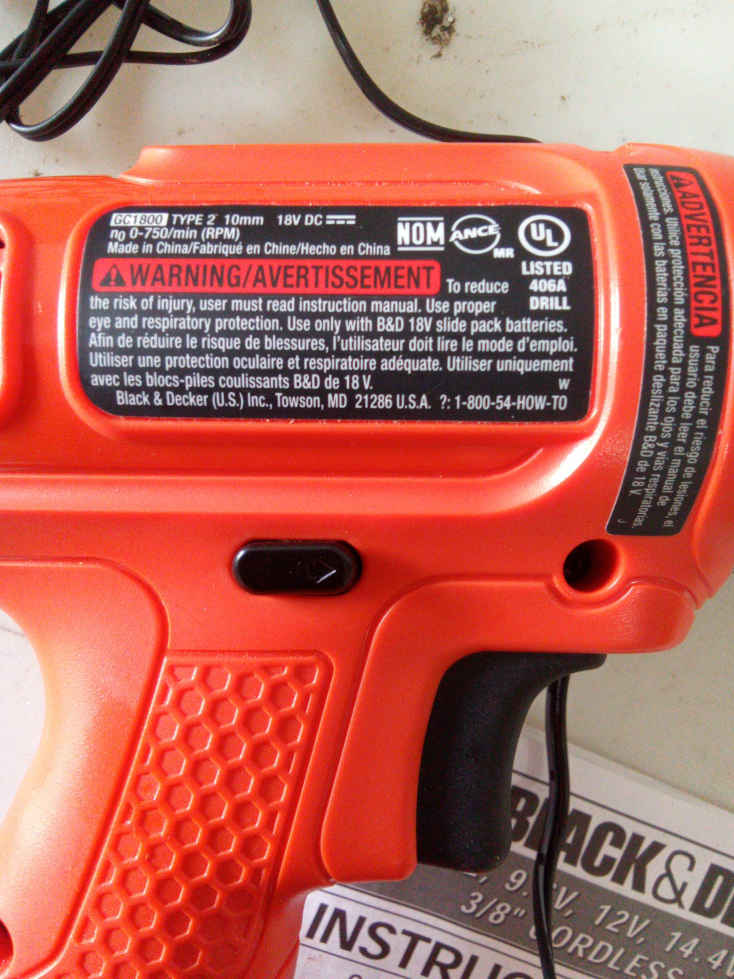 GC1800 TYPE 2 10mm 18V DC
n0 0-750/min (RPM)
Made in China/Fabriqué en Chine/Hecho en China
NOM
ANCE
MR
UL
LISTED
406A
DRILL
WARNING/AVERTISSEMENT To reduce
the risk of injury, user must read instruction manual. Use proper
eye and respiratory protection. Use only with B&D 18V slide pack batteries.
Afin de réduire le risque de blessures, l'utilisateur doit lire le mode d'emploi.
Utiliser une protection oculaire et respiratoire adéquate. Utiliser uniquement
avec les blocs-piles coulissants B&D de 18 V.
W
Black & Decker (U.S.) Inc., Towson, MD 21286 U.S.A. ?: 1-800-54-HOW-TO
ADVERTENCIA Para reducir el riesgo de lesiones, el
usuario debe leer el manual de
instrucciones. Utilice protección adecuada para los ojos y vías respiratorias.
Usar solamente con las baterías en paquete deslizante B&D de 18 V.
J
BLACK & DE
12V, 14.4V
3/8" CORDLESS
INSTRUC